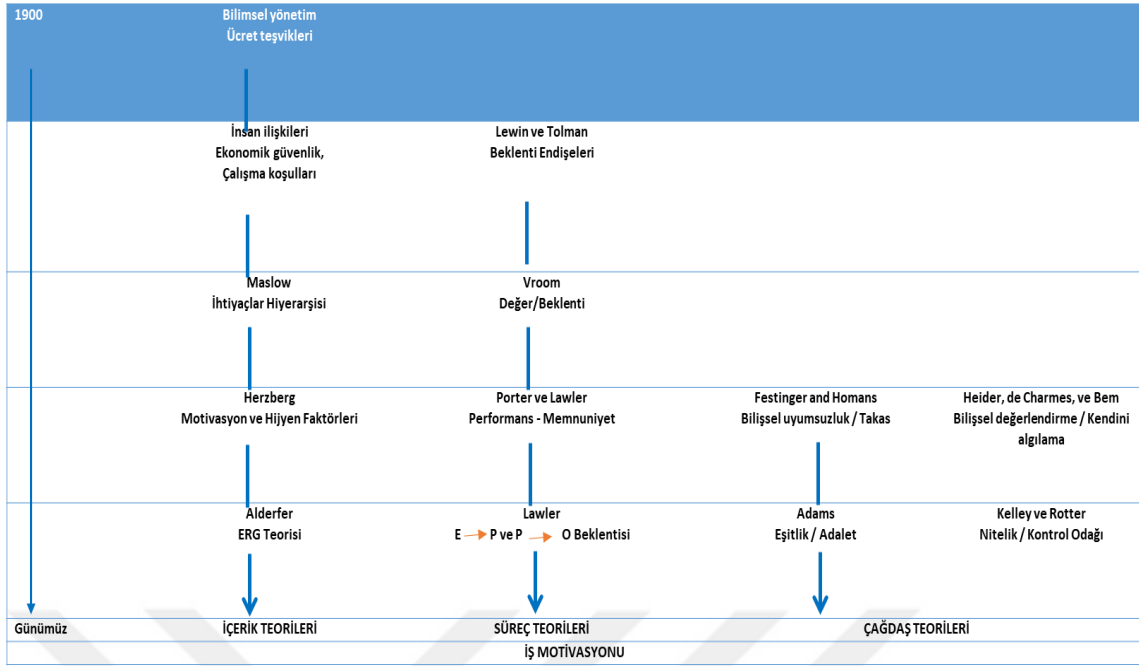 1900
Bilimsel yönetim
Ücret teşvikleri
İnsan ilişkileri
Ekonomik güvenlik,
Çalışma koşulları
Lewin ve Tolman
Beklenti Endişeleri
Maslow
İhtiyaçlar Hiyerarşisi
Vroom
Değer/Beklenti
Herzberg
Motivasyon ve Hijyen Faktörleri
Porter ve Lawler
Performans - Memnuniyet
Festinger and Homans
Bilişsel uyumsuzluk / Takas
Heider, de Charmes, ve Bem
Bilişsel değerlendirme / Kendini
algılama
Alderfer
ERG Teorisi
Lawler
E → P ve P → O Beklentisi
Adams
Eşitlik / Adalet
Kelley ve Rotter
Nitelik / Kontrol Odağı
Günümüz
İÇERİK TEORİLERİ
SÜREÇ TEORİLERİ
ÇAĞDAŞ TEORİLERİ
İŞ MOTİVASYONU